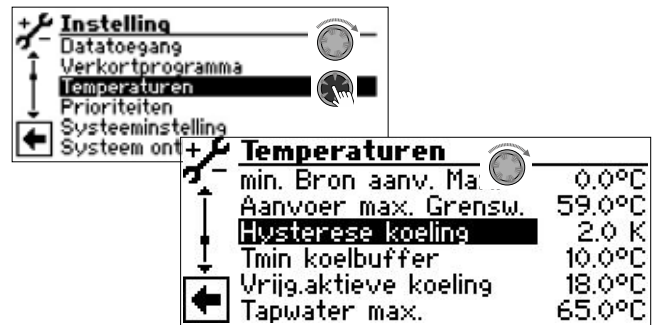 Instelling
Datatoegang
Verkortprogramma
Temperaturen
Prioriteiten
Systeeminstelling
Systeem ont
Temperaturen
min. Bron aanv. Ma 0.0°C
Aanvoer max. Grensw. 59.0°C
Hysterese koeling 2.0 K
Tmin koelbuffer 10.0°C
Vrijg.aktieve koeling 18.0°C
Tapwater max. 65.0°C